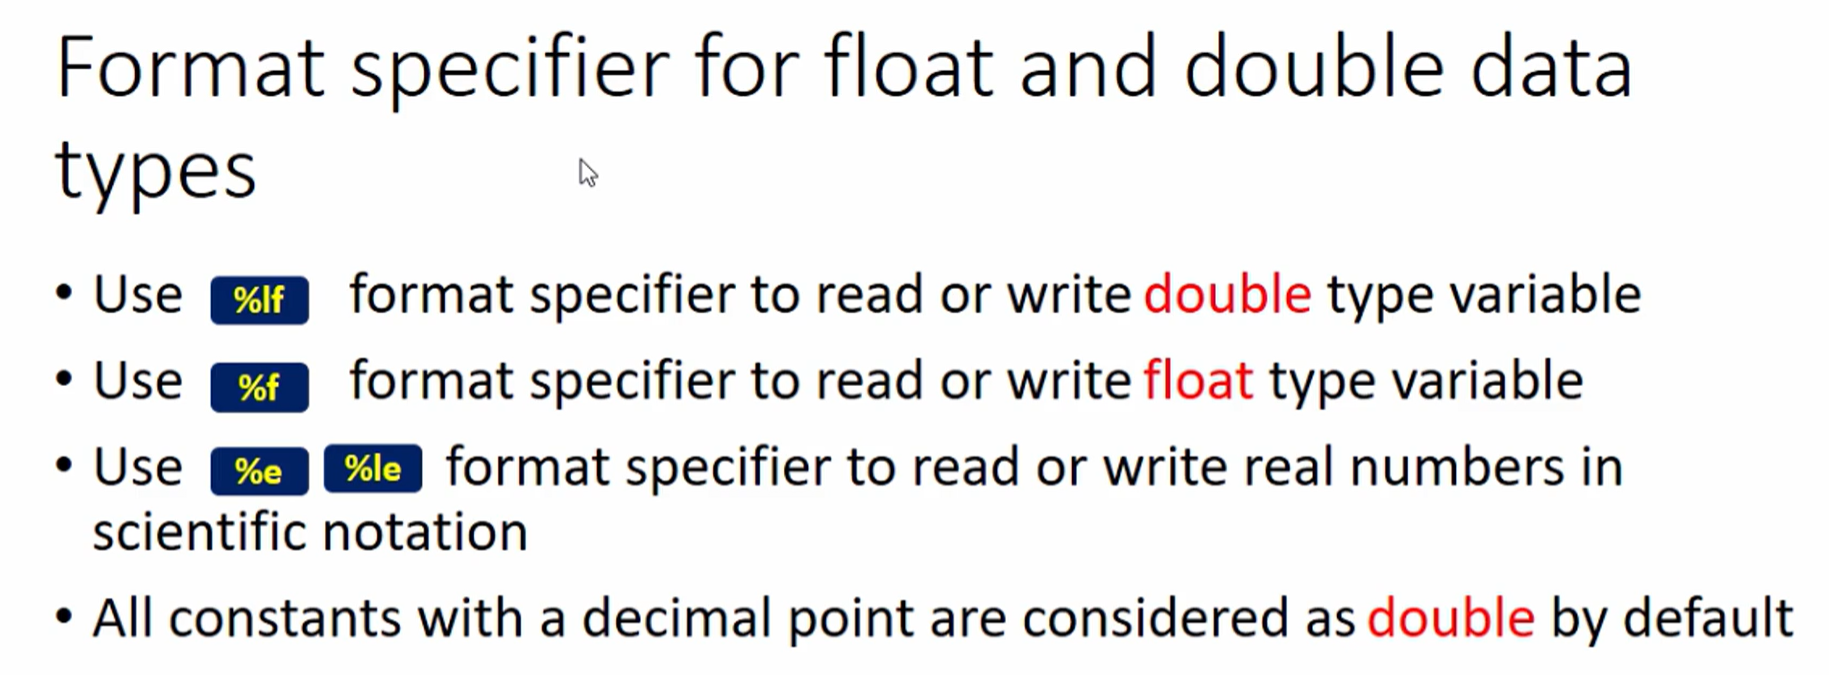 Format specifier for float and double data
types
• Use %lf format specifier to read or write double type variable
• Use %f format specifier to read or write float type variable
• Use %e %le format specifier to read or write real numbers in
scientific notation
• All constants with a decimal point are considered as double by default